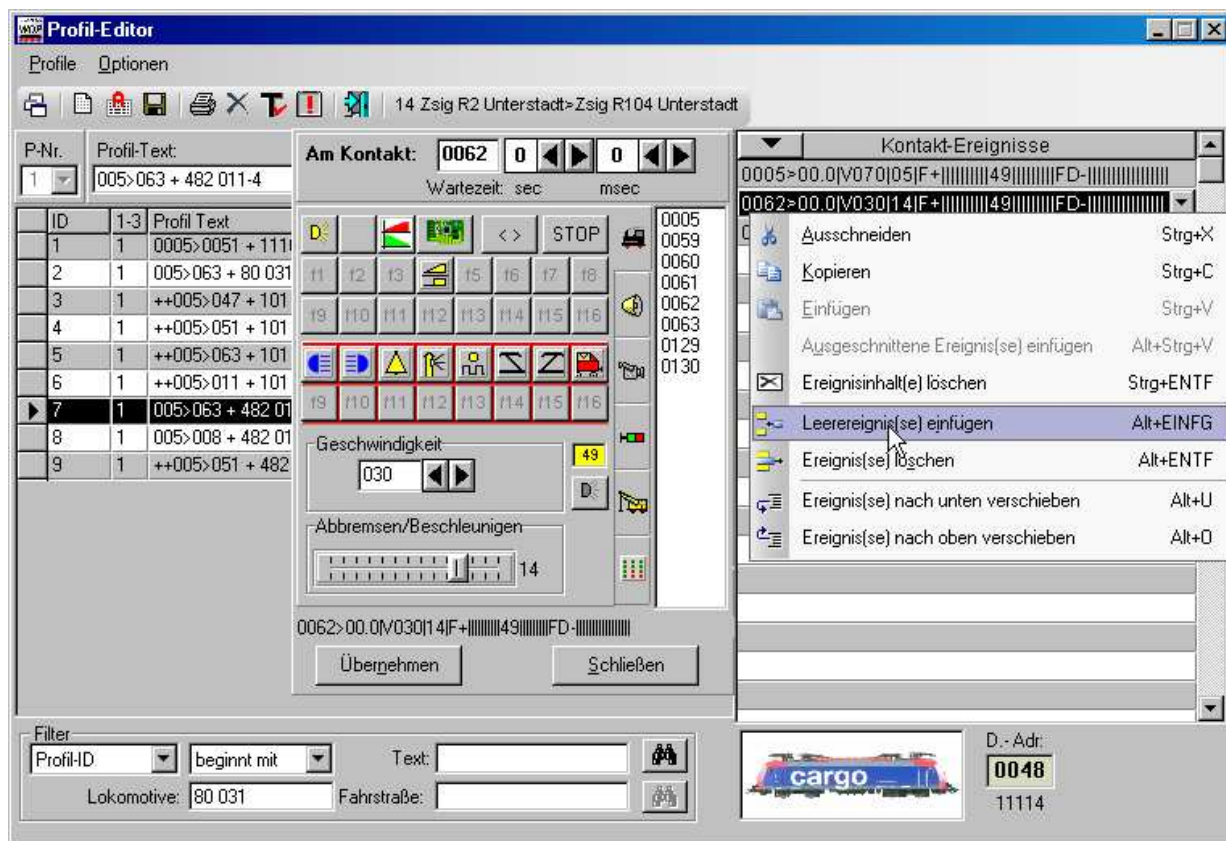 Profil-Editor
Profile Optionen
14 Zsig R2 Unterstadt>Zsig R104 Unterstadt
P-Nr. Profil-Text:
1 005>063 + 482 011-4
ID 1-3 Profil Text
1 1 0005>0051 + 111
2 1 005>063 + 80 031
3 1 ++005>047 + 101
4 1 ++005>051 + 101
5 1 ++005>063 + 101
6 1 ++005>011 + 101
7 1 005>063 + 482 01
8 1 005>008 + 482 01
9 1 ++005>051 + 482
Am Kontakt: 0062 0 0
Wartezeit: sec msec
D < > STOP
f1 f2 f3 f5 f6 f7 f8
f9 f10 f11 f12 f13 f14 f15 f16
f9 f10 f11 f12 f13 f14 f15 f16
Geschwindigkeit
030
49
D
Abbremsen/Beschleunigen
14
0005
0059
0060
0061
0062
0063
0129
0130
0062>00.0|V030|14|F+|||||||||49||||||||FD-||||||||||||||||
Übernehmen Schließen
Kontakt-Ereignisse
0005>00.0|V070|05|F+|||||||||49||||||||FD-||||||||||||||||
0062>00.0|V030|14|F+|||||||||49||||||||FD-||||||||||||||||
Ausschneiden Strg+X
Kopieren Strg+C
Einfügen Strg+V
Ausgeschnittene Ereignis(se) einfügen Alt+Strg+V
Ereignisinhalt(e) löschen Strg+ENTF
Leerereignis(se) einfügen Alt+EINFG
Ereignis(se) löschen Alt+ENTF
Ereignis(se) nach unten verschieben Alt+U
Ereignis(se) nach oben verschieben Alt+O
Filter
Profil-ID beginnt mit Text:
Lokomotive: 80 031 Fahrstraße:
cargo
D.- Adr:
0048
11114